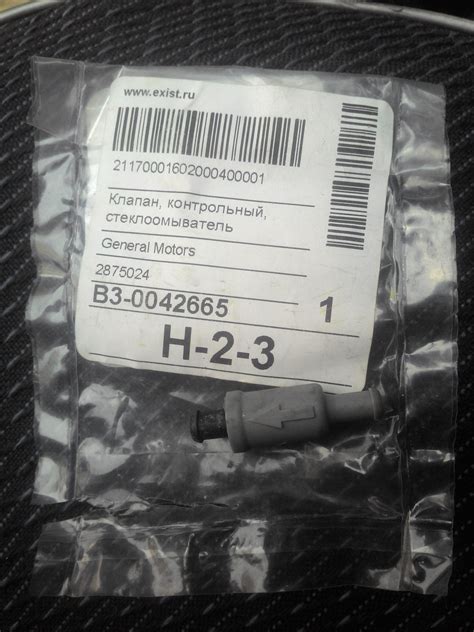 www.exist.ru
21170001602000400001
Клапан, контрольный,
стеклоомыватель
General Motors
2875024
B3-0042665
1
H-2-3